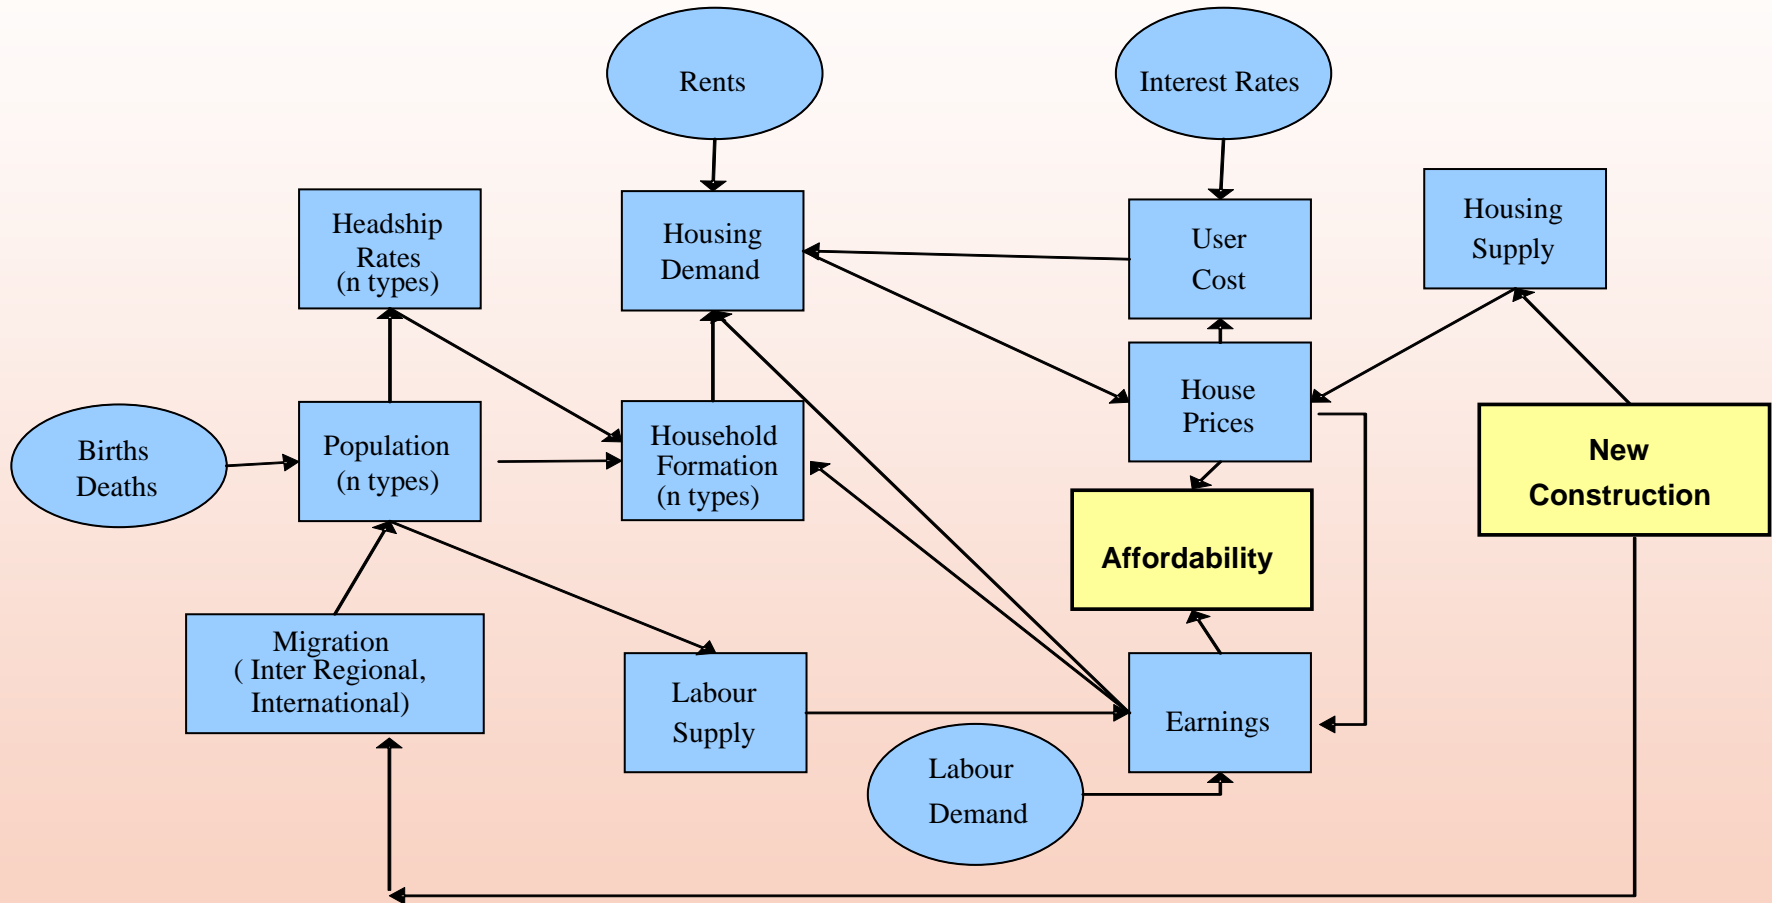 Rents
Interest Rates
Headship
Rates
(n types)
Housing
Demand
User
Cost
Housing
Supply
Births
Deaths
Population
(n types)
Household
Formation
(n types)
House
Prices
New
Construction
Affordability
Migration
( Inter Regional,
International)
Labour
Supply
Earnings
Labour
Demand